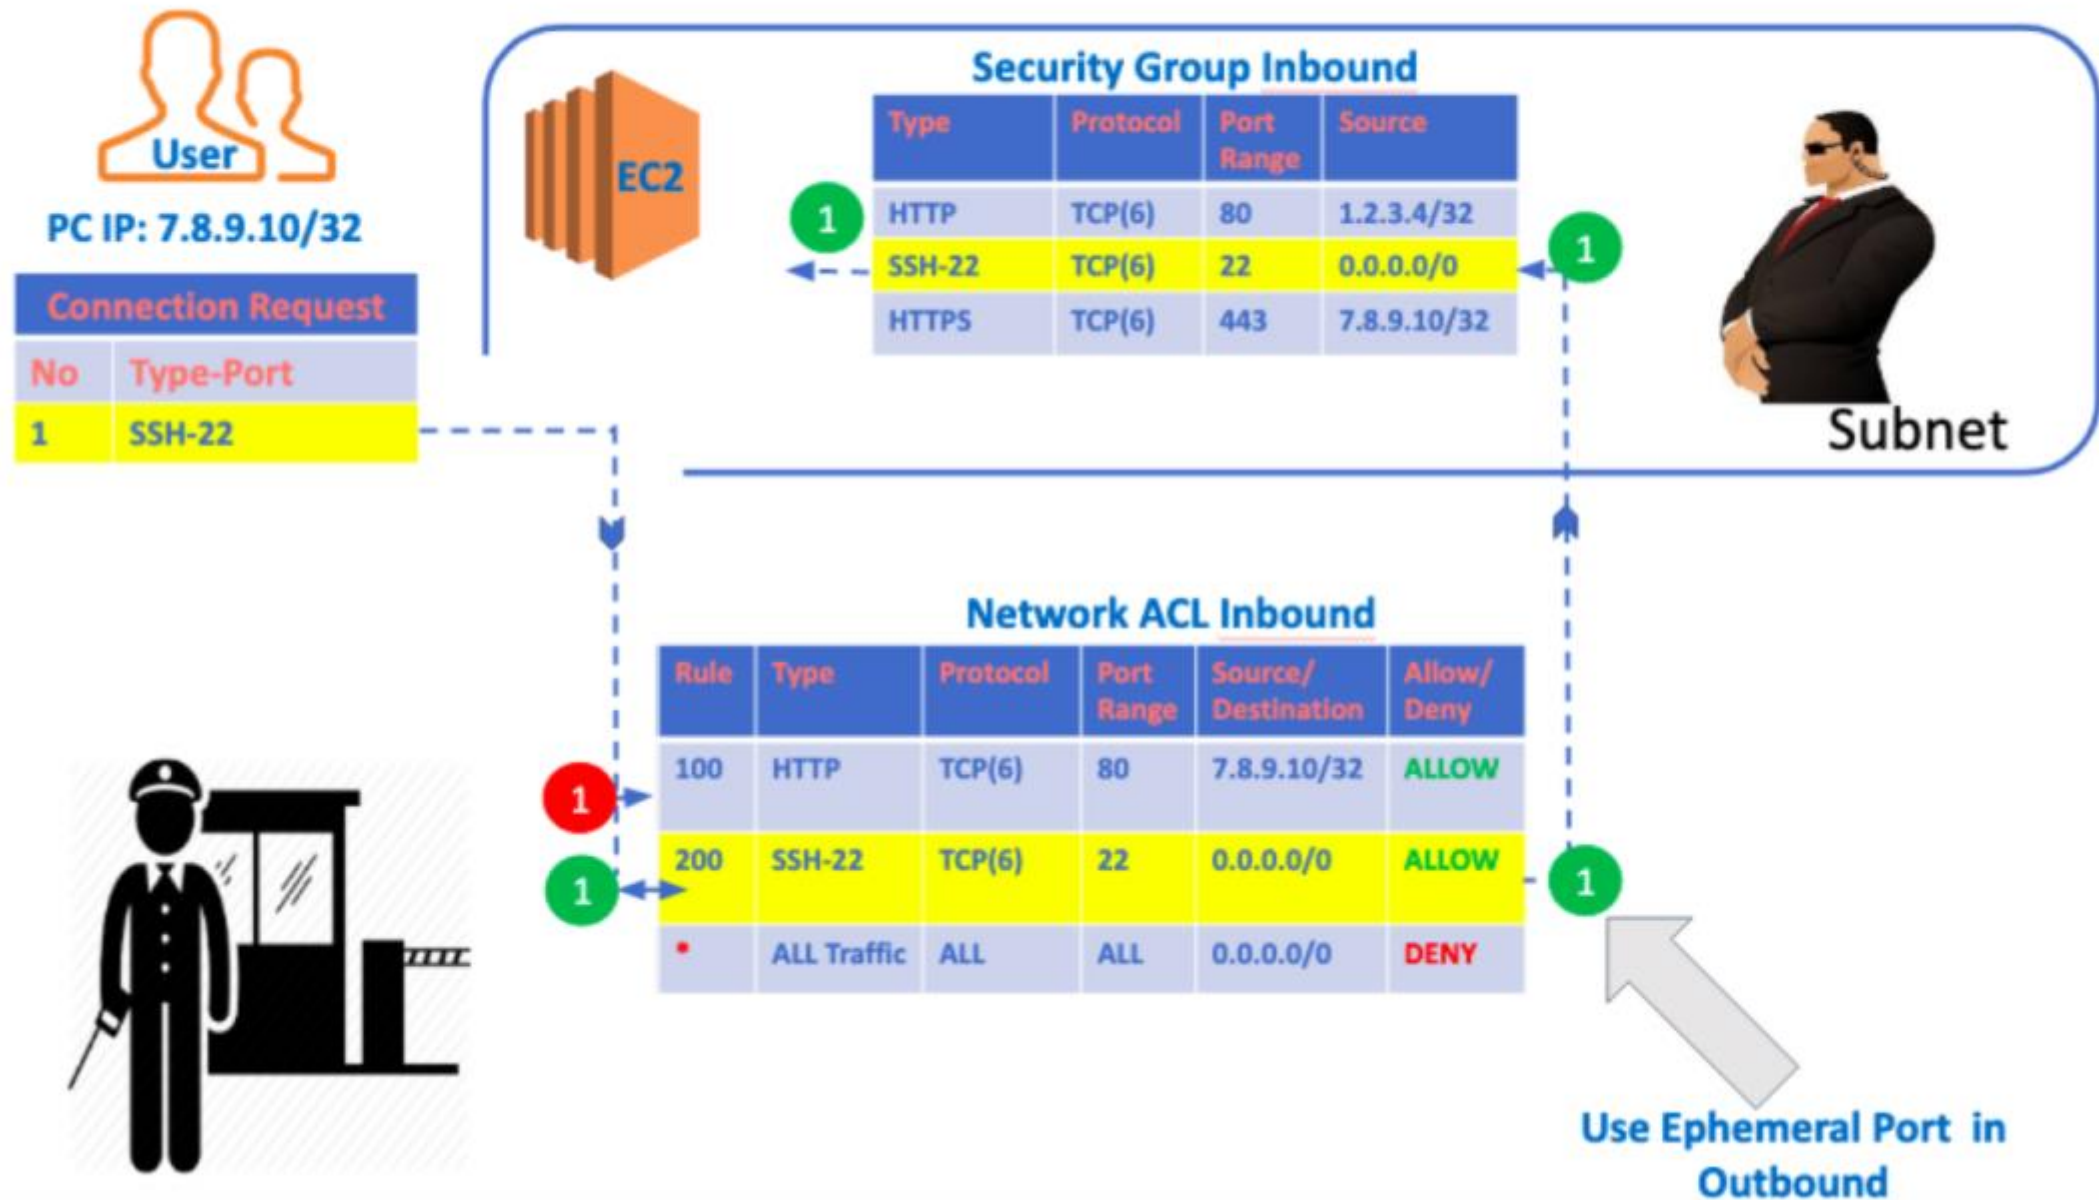 User
PC IP: 7.8.9.10/32
Connection Request
No Type-Port
1 SSH-22
EC2
Security Group Inbound
Type Protocol Port Range Source
HTTP TCP(6) 80 1.2.3.4/32
SSH-22 TCP(6) 22 0.0.0.0/0
HTTPS TCP(6) 443 7.8.9.10/32
1
1
Subnet
Network ACL Inbound
Rule Type Protocol Port Range Source/ Destination Allow/ Deny
100 HTTP TCP(6) 80 7.8.9.10/32 ALLOW
200 SSH-22 TCP(6) 22 0.0.0.0/0 ALLOW
* ALL Traffic ALL ALL 0.0.0.0/0 DENY
1
1
1
Use Ephemeral Port in
Outbound